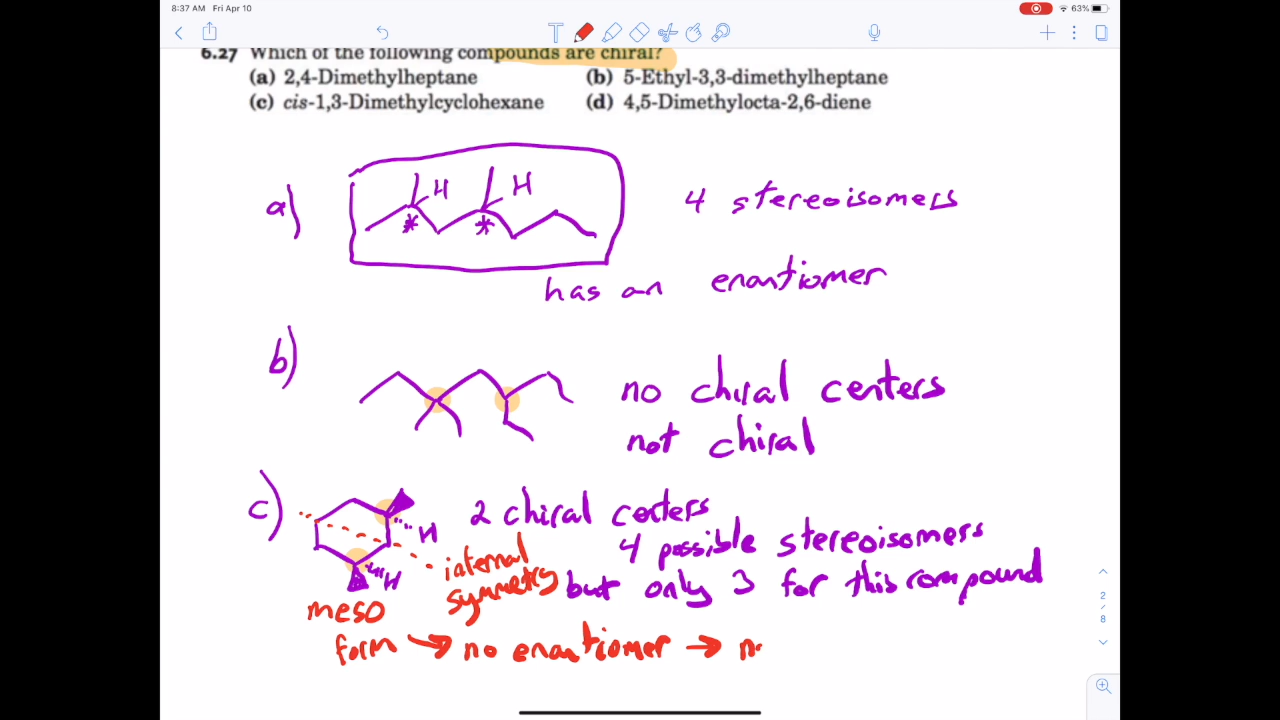 8:37 AM Fri Apr 10
63%
T
6.27 Which of the following compounds are chiral?
(a) 2,4-Dimethylheptane (b) 5-Ethyl-3,3-dimethylheptane
(c) cis-1,3-Dimethylcyclohexane (d) 4,5-Dimethylocta-2,6-diene
a) H H 4 stereoisomers
* *
has an enantiomer
b)
no chiral centers
not chiral
c) 2 chiral centers
H 4 possible stereoisomers
H internal symmetry but only 3 for this compound
meso
form → no enantiomer → n
2
/
8